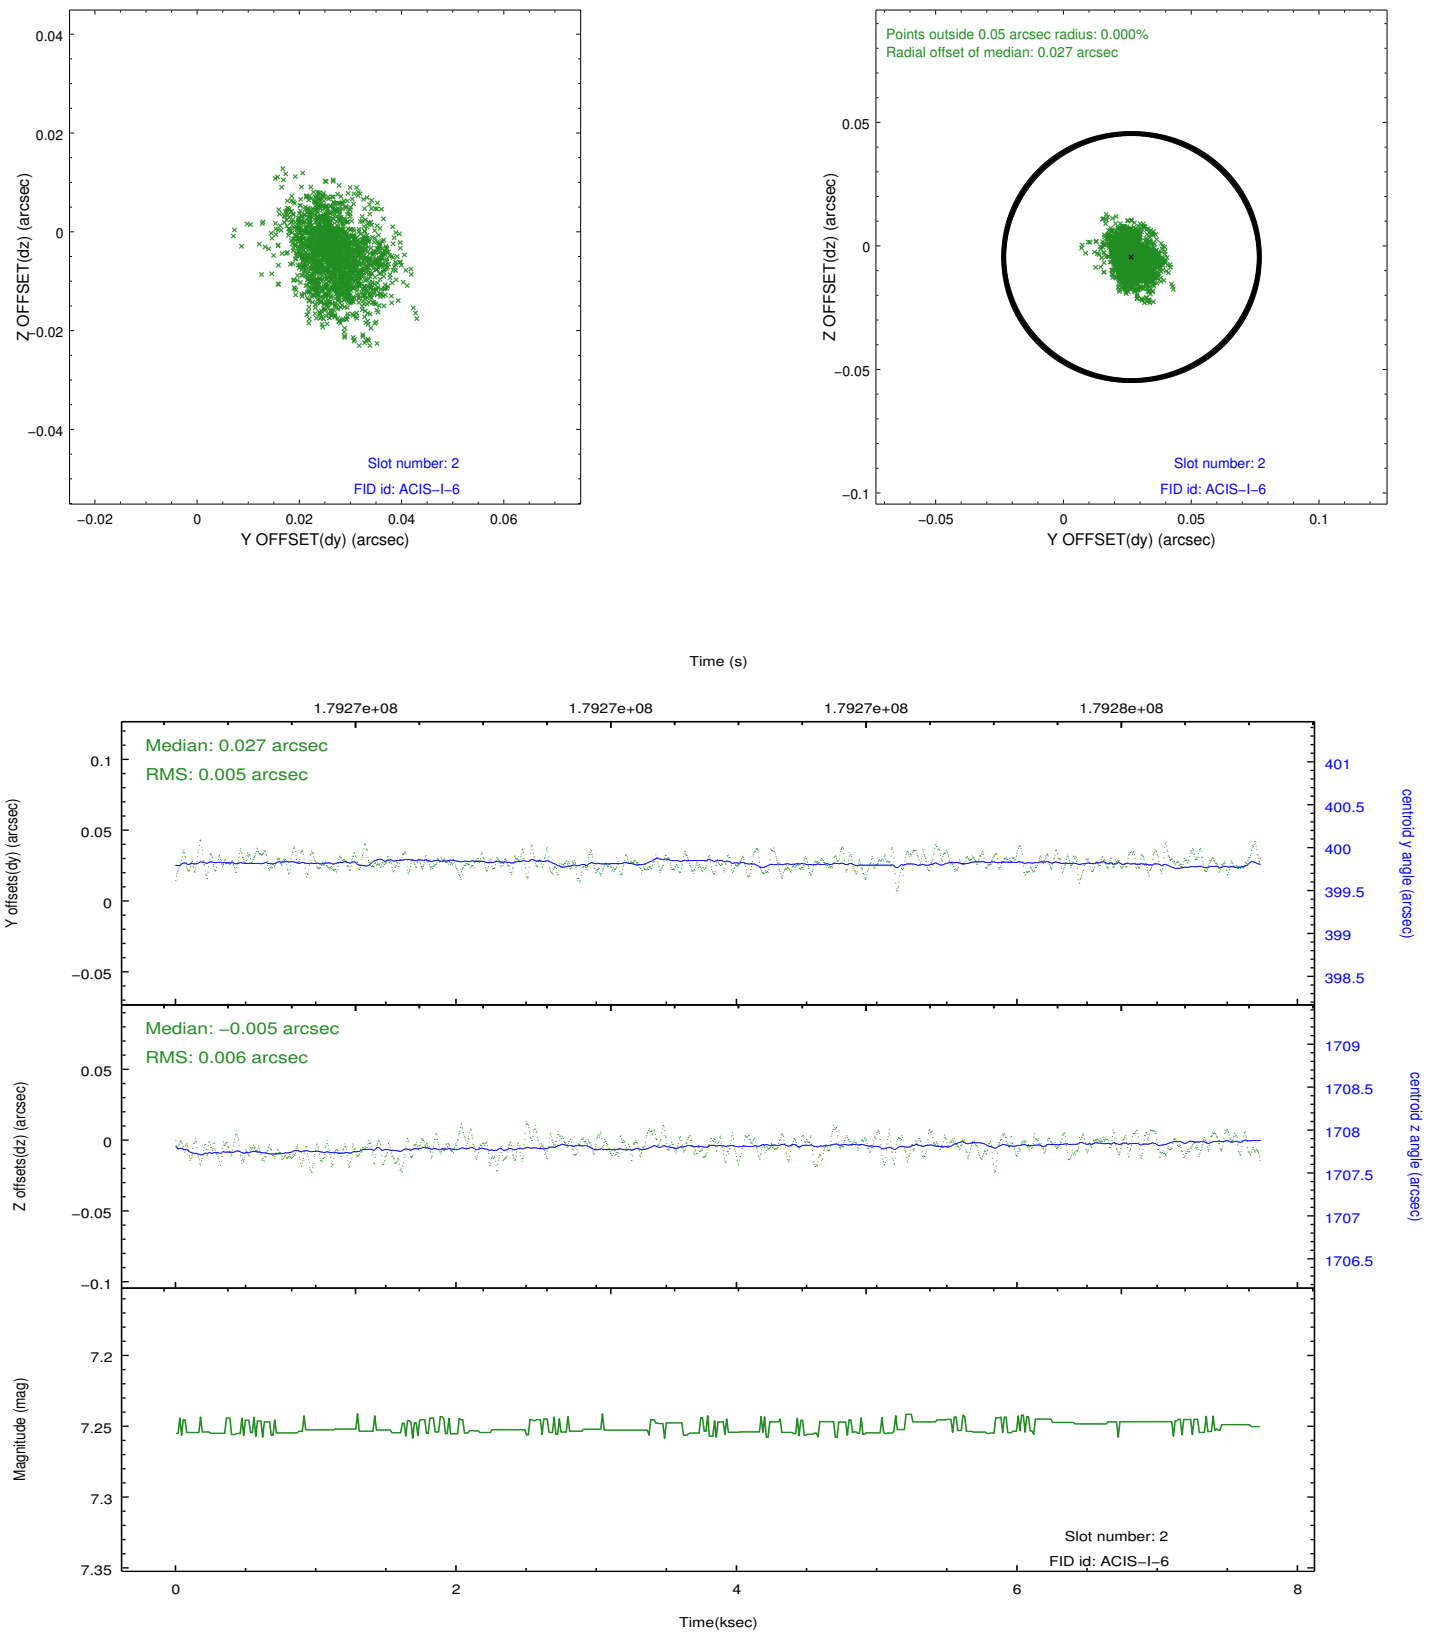 0.04
0.02
0
−0.02
−0.04
Z OFFSET(dz) (arcsec)
Slot number: 2
FID id: ACIS−I−6
−0.02
0
0.02
0.04
0.06
Y OFFSET(dy) (arcsec)
Points outside 0.05 arcsec radius: 0.000%
Radial offset of median: 0.027 arcsec
0.05
0
−0.05
−0.1
Z OFFSET(dz) (arcsec)
Slot number: 2
FID id: ACIS−I−6
−0.05
0
0.05
0.1
Y OFFSET(dy) (arcsec)
Time (s)
1.7927e+08
1.7927e+08
1.7927e+08
1.7928e+08
Median: 0.027 arcsec
RMS: 0.005 arcsec
0.1
0.05
0
−0.05
Y offsets(dy) (arcsec)
401
400.5
400
399.5
399
398.5
centroid y angle (arcsec)
Median: −0.005 arcsec
RMS: 0.006 arcsec
0.05
0
−0.05
−0.1
Z offsets(dz) (arcsec)
1709
1708.5
1708
1707.5
1707
1706.5
centroid z angle (arcsec)
7.2
7.25
7.3
7.35
Magnitude (mag)
Slot number: 2
FID id: ACIS−I−6
0
2
4
6
8
Time(ksec)